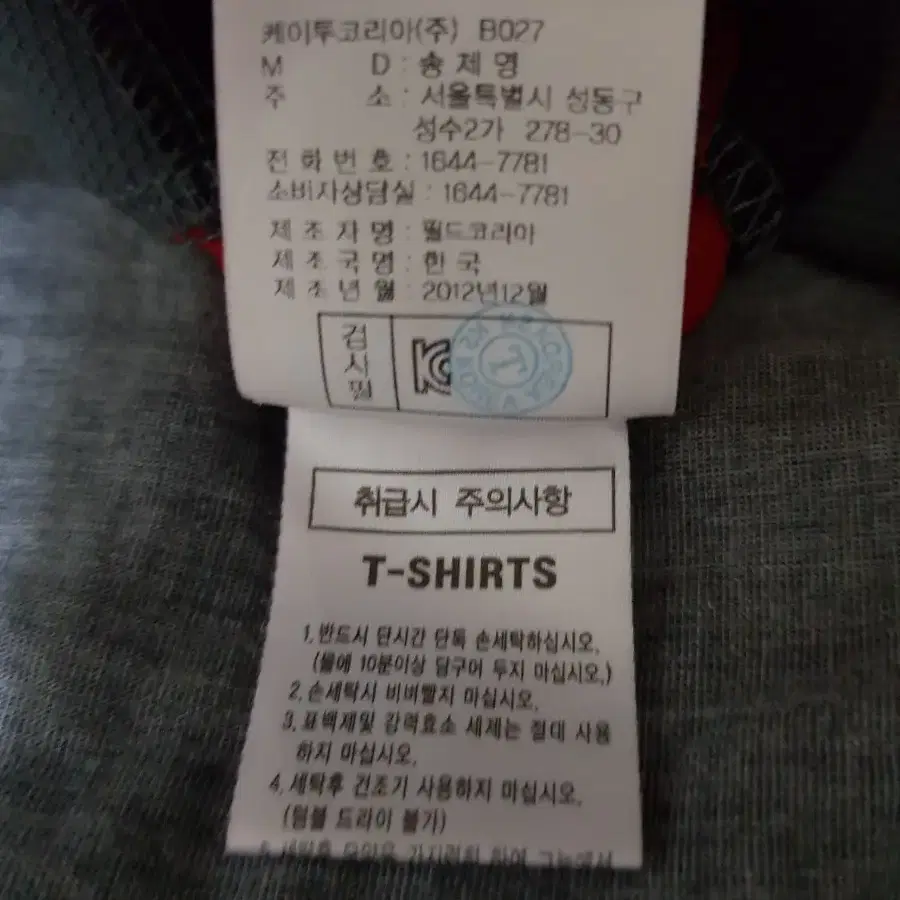 케이투코리아(주) B027
M D : 송제명
주 소 : 서울특별시 성동구
성수2가 278-30
전화번호 : 1644-7781
소비자상담실 : 1644-7781
제조자명 : 필드코리아
제조국명 : 한국
제조년월 : 2012년12월
검사필
취급시 주의사항
T-SHIRTS
1. 반드시 단시간 단독 손세탁하십시오.
(물에 10분이상 담구어 두지 마십시오.)
2. 손세탁시 비벼빨지 마십시오.
3. 표백제및 강력효소 세제는 절대 사용
하지 마십시오.
4. 세탁후 건조기 사용하지 마십시오.
(텀블 드라이 불가)